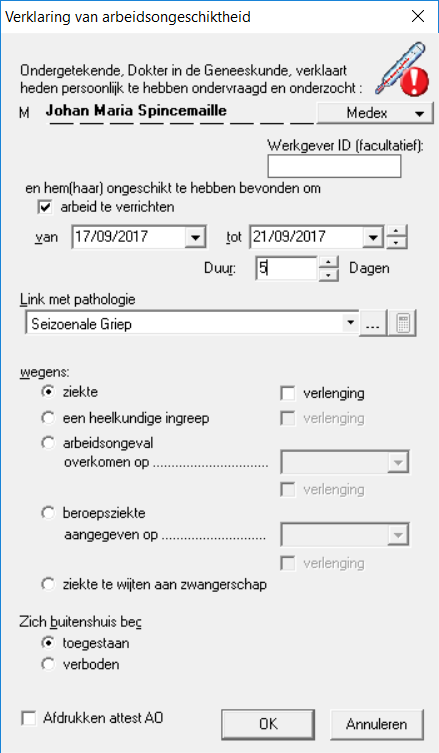 Verklaring van arbeidsongeschiktheid
Ondergetekende, Dokter in de Geneeskunde, verklaart
heden persoonlijk te hebben ondervraagd en onderzocht :
M Johan Maria Spincemaille Medex
Werkgever ID (facultatief):
en hem(haar) ongeschikt te hebben bevonden om
arbeid te verrichten
van 17/09/2017 tot 21/09/2017
Duur: 5 Dagen
Link met pathologie
Seizoenale Griep ...
wegens:
ziekte verlenging
een heelkundige ingreep verlenging
arbeidsongeval
overkomen op ..............................
verlenging
beroepsziekte
aangegeven op ...........................
verlenging
ziekte te wijten aan zwangerschap
Zich buitenshuis beg
toegestaan
verboden
Afdrukken attest AO OK Annuleren